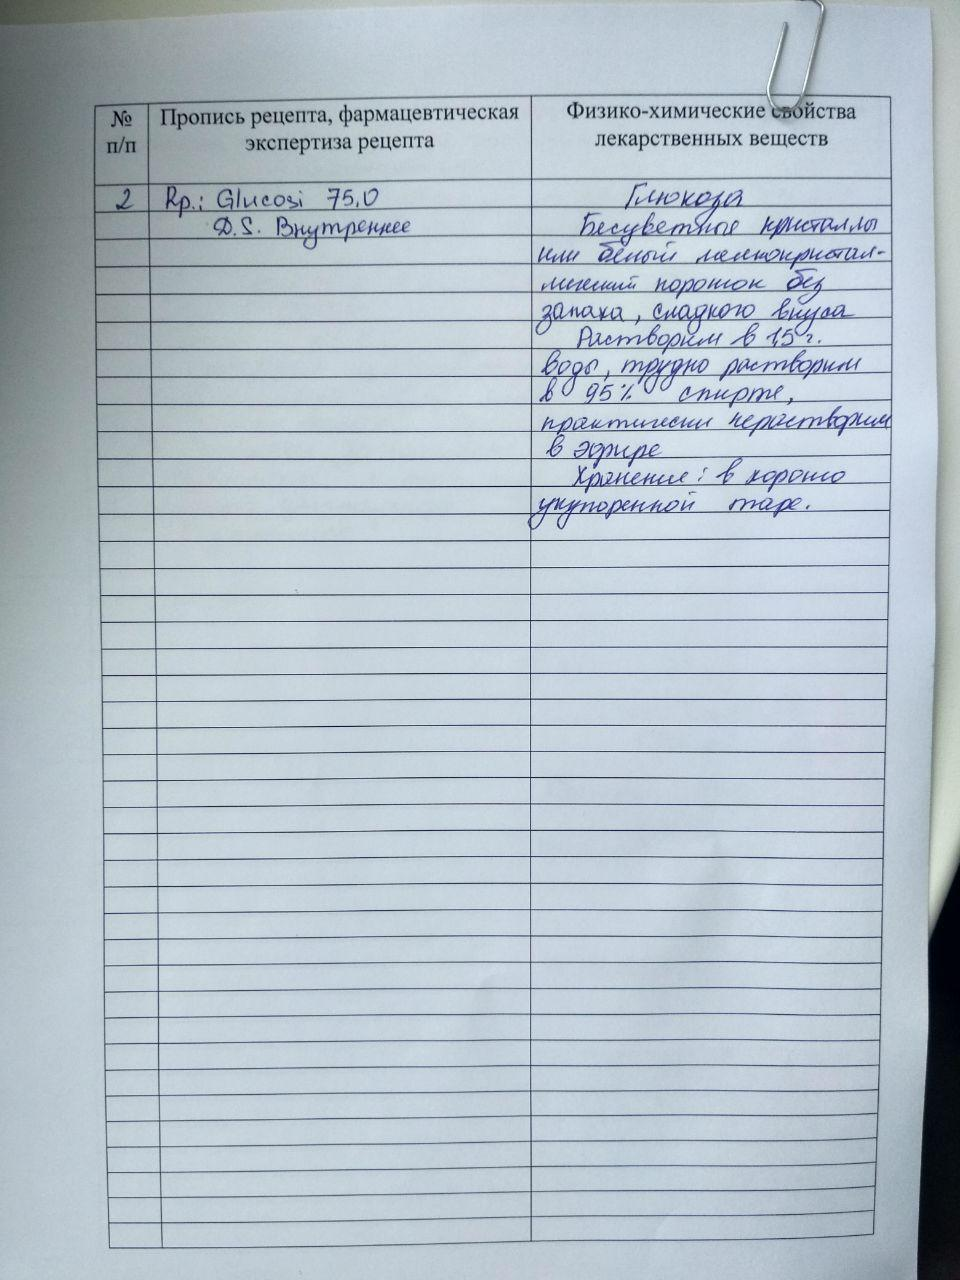 № п/п
Пропись рецепта, фармацевтическая экспертиза рецепта
Физико-химические свойства лекарственных веществ
2
Rp.: Glucosi 75,0
D.S. Внутреннее
Глюкоза
Бесцветные кристаллы
или белый мелкокристал-
лический порошок без
запаха, сладкого вкуса
Растворим в 1,5 г.
воды, трудно растворим
в 95% спирте,
практически нерастворим
в эфире
Хранение: в хорошо
укупоренной таре.